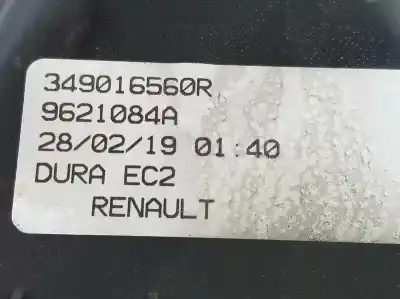 349016560R
9621084A
28/02/19 01:40
DURA EC2
RENAULT